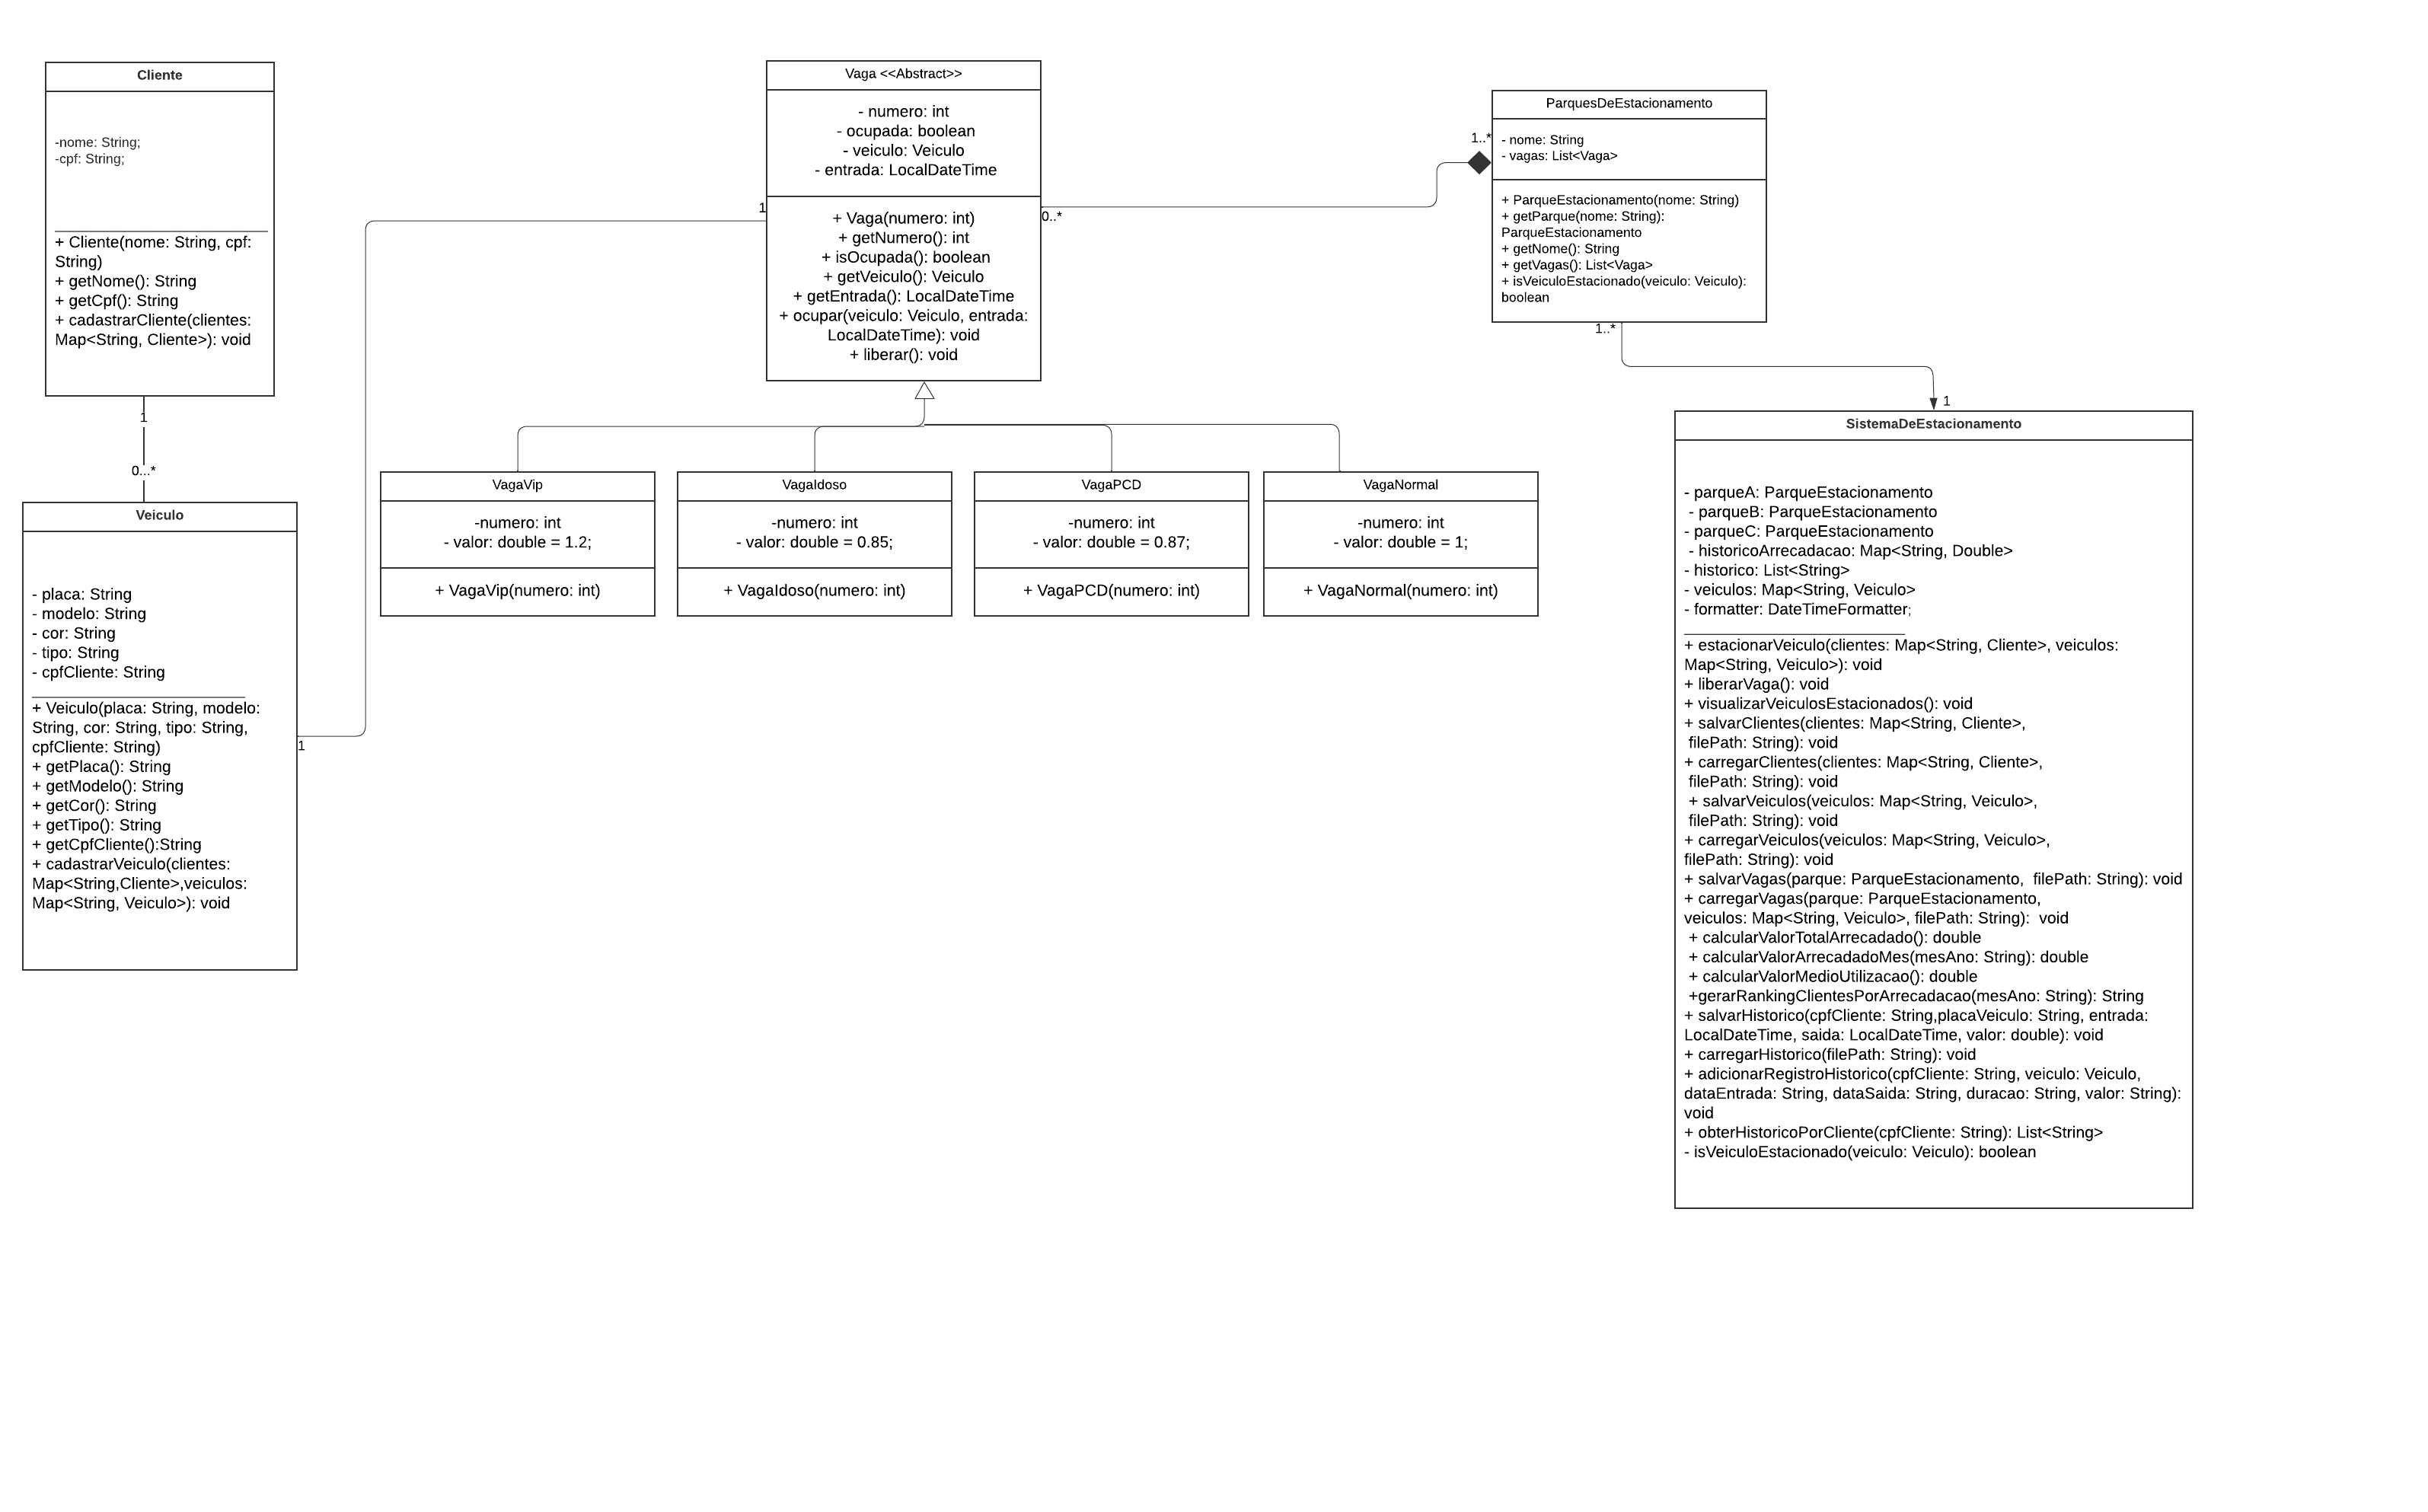 Cliente
-nome: String;
-cpf: String;
+ Cliente(nome: String, cpf:
String)
+ getNome(): String
+ getCpf(): String
+ cadastrarCliente(clientes:
Map<String, Cliente>): void
1
0...*
Veiculo
- placa: String
- modelo: String
- cor: String
- tipo: String
- cpfCliente: String
+ Veiculo(placa: String, modelo:
String, cor: String, tipo: String,
cpfCliente: String)
+ getPlaca(): String
+ getModelo(): String
+ getCor(): String
+ getTipo(): String
+ getCpfCliente():String
+ cadastrarVeiculo(clientes:
Map<String,Cliente>,veiculos:
Map<String, Veiculo>): void
1
1
Vaga <<Abstract>>
- numero: int
- ocupada: boolean
- veiculo: Veiculo
- entrada: LocalDateTime
+ Vaga(numero: int)
+ getNumero(): int
+ isOcupada(): boolean
+ getVeiculo(): Veiculo
+ getEntrada(): LocalDateTime
+ ocupar(veiculo: Veiculo, entrada:
LocalDateTime): void
+ liberar(): void
0..*
1..*
VagaVip
-numero: int
- valor: double = 1.2;
+ VagaVip(numero: int)
VagaIdoso
-numero: int
- valor: double = 0.85;
+ VagaIdoso(numero: int)
VagaPCD
-numero: int
- valor: double = 0.87;
+ VagaPCD(numero: int)
VagaNormal
-numero: int
- valor: double = 1;
+ VagaNormal(numero: int)
ParquesDeEstacionamento
- nome: String
- vagas: List<Vaga>
+ ParqueEstacionamento(nome: String)
+ getParque(nome: String):
ParqueEstacionamento
+ getNome(): String
+ getVagas(): List<Vaga>
+ isVeiculoEstacionado(veiculo: Veiculo):
boolean
1..*
1
SistemaDeEstacionamento
- parqueA: ParqueEstacionamento
- parqueB: ParqueEstacionamento
- parqueC: ParqueEstacionamento
- historicoArrecadacao: Map<String, Double>
- historico: List<String>
- veiculos: Map<String, Veiculo>
- formatter: DateTimeFormatter;
+ estacionarVeiculo(clientes: Map<String, Cliente>, veiculos:
Map<String, Veiculo>): void
+ liberarVaga(): void
+ visualizarVeiculosEstacionados(): void
+ salvarClientes(clientes: Map<String, Cliente>,
filePath: String): void
+ carregarClientes(clientes: Map<String, Cliente>,
filePath: String): void
+ salvarVeiculos(veiculos: Map<String, Veiculo>,
filePath: String): void
+ carregarVeiculos(veiculos: Map<String, Veiculo>,
filePath: String): void
+ salvarVagas(parque: ParqueEstacionamento, filePath: String): void
+ carregarVagas(parque: ParqueEstacionamento,
veiculos: Map<String, Veiculo>, filePath: String): void
+ calcularValorTotalArrecadado(): double
+ calcularValorArrecadadoMes(mesAno: String): double
+ calcularValorMedioUtilizacao(): double
+gerarRankingClientesPorArrecadacao(mesAno: String): String
+ salvarHistorico(cpfCliente: String,placaVeiculo: String, entrada:
LocalDateTime, saida: LocalDateTime, valor: double): void
+ carregarHistorico(filePath: String): void
+ adicionarRegistroHistorico(cpfCliente: String, veiculo: Veiculo,
dataEntrada: String, dataSaida: String, duracao: String, valor: String):
void
+ obterHistoricoPorCliente(cpfCliente: String): List<String>
- isVeiculoEstacionado(veiculo: Veiculo): boolean